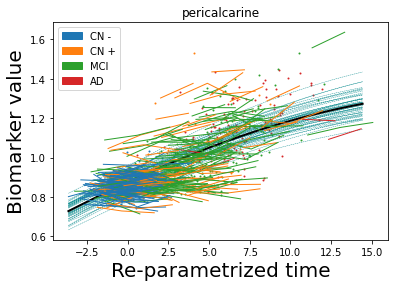 pericalcarine
CN -
CN +
MCI
AD
Biomarker value
1.6
1.4
1.2
1.0
0.8
0.6
−2.5
0.0
2.5
5.0
7.5
10.0
12.5
15.0
Re-parametrized time